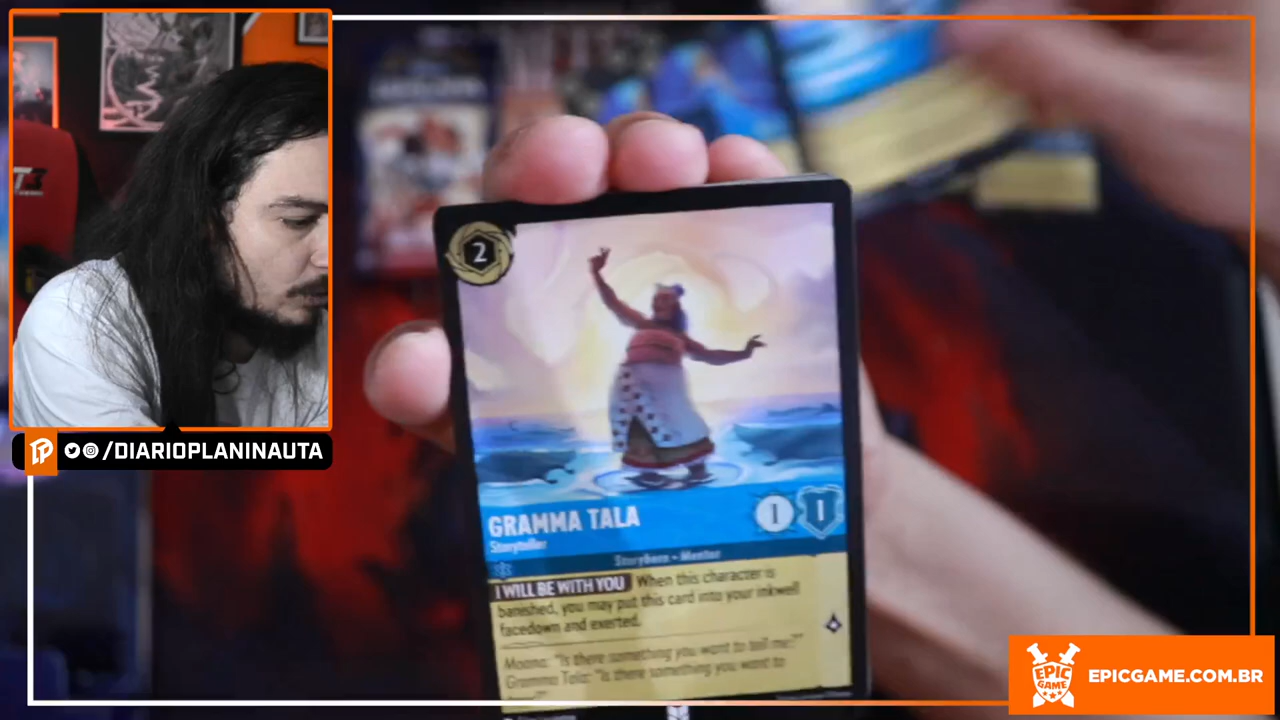 /DIARIOPLANINAUTA
2
GRAMMA TALA
Storyteller
1 1
Storyborn • Mentor
I WILL BE WITH YOU When this character is
banished, you may put this card into your inkwell
facedown and exerted.
Moana: "Is there something you want to tell me?"
Gramma Tala: "Is there something you want to
EPIC
GAME
EPICGAME.COM.BR